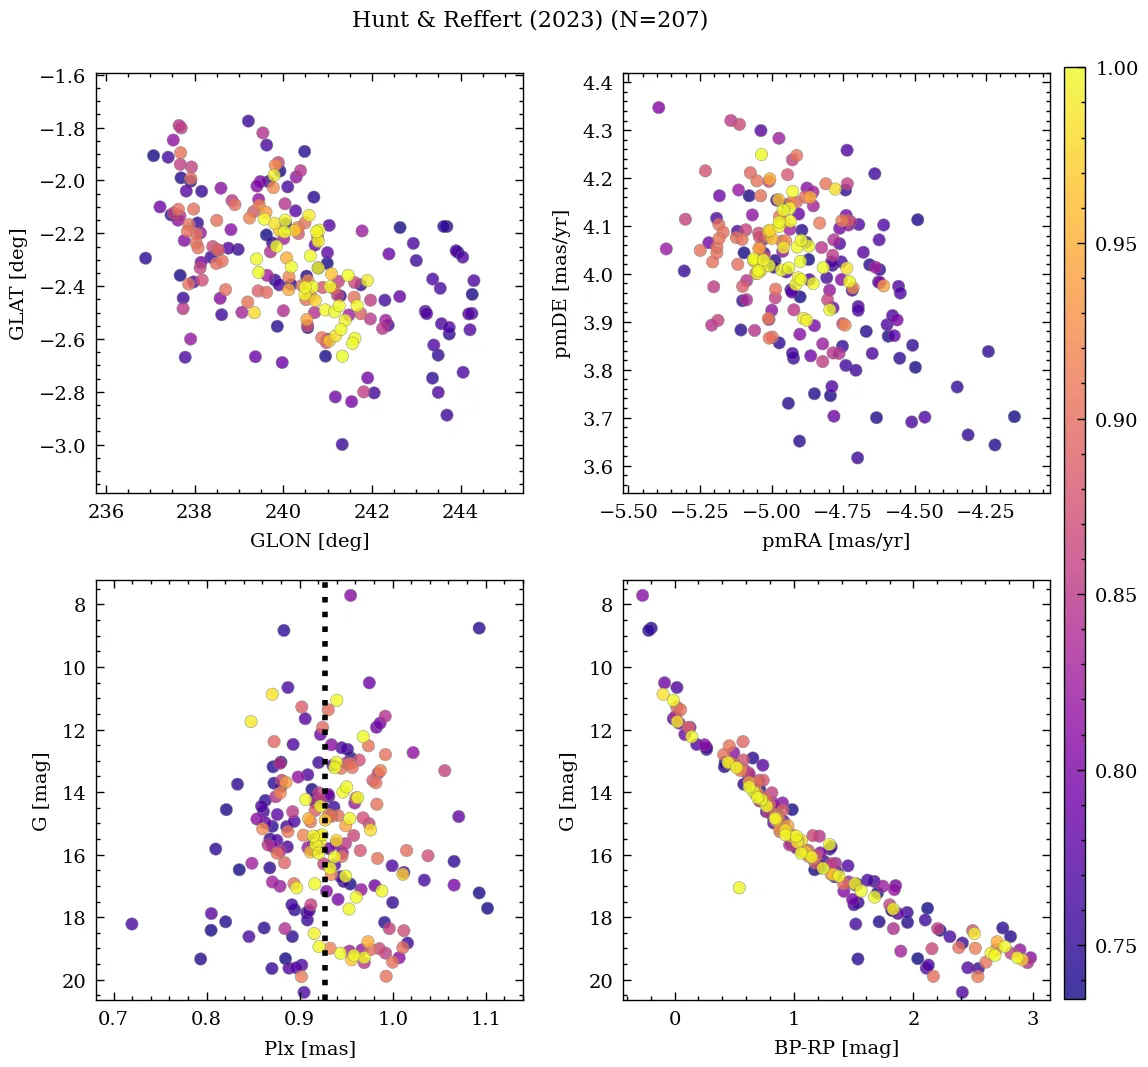 Hunt & Reffert (2023) (N=207)
−1.6
−1.8
−2.0
−2.2
−2.4
−2.6
−2.8
−3.0
GLAT [deg]
236 238 240 242 244
GLON [deg]
4.4
4.3
4.2
4.1
4.0
3.9
3.8
3.7
3.6
pmDE [mas/yr]
−5.50 −5.25 −5.00 −4.75 −4.50 −4.25
pmRA [mas/yr]
1.00
0.95
0.90
0.85
0.80
0.75
8
10
12
14
16
18
20
G [mag]
0.7 0.8 0.9 1.0 1.1
Plx [mas]
8
10
12
14
16
18
20
G [mag]
0 1 2 3
BP-RP [mag]